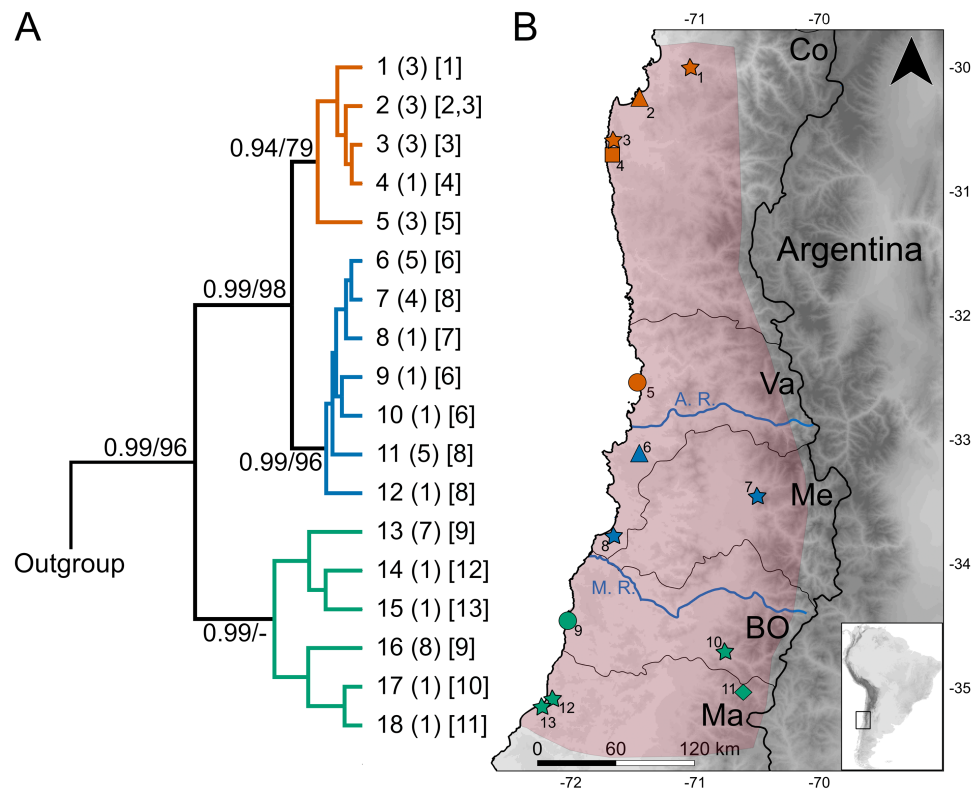 A
1 (3) [1]
2 (3) [2,3]
3 (3) [3]
4 (1) [4]
5 (3) [5]
6 (5) [6]
7 (4) [8]
8 (1) [7]
9 (1) [6]
10 (1) [6]
11 (5) [8]
12 (1) [8]
13 (7) [9]
14 (1) [12]
15 (1) [13]
16 (8) [9]
17 (1) [10]
18 (1) [11]
0.94/79
0.99/98
0.99/96
0.99/96
0.99/-
Outgroup
B
-71
-70
Co
-30
1
2
3
4
-31
Argentina
-32
Va
5
A. R.
-33
6
7
Me
8
-34
M. R.
9
BO
10
11
-35
12
13
Ma
0
60
120 km
-72
-71
-70